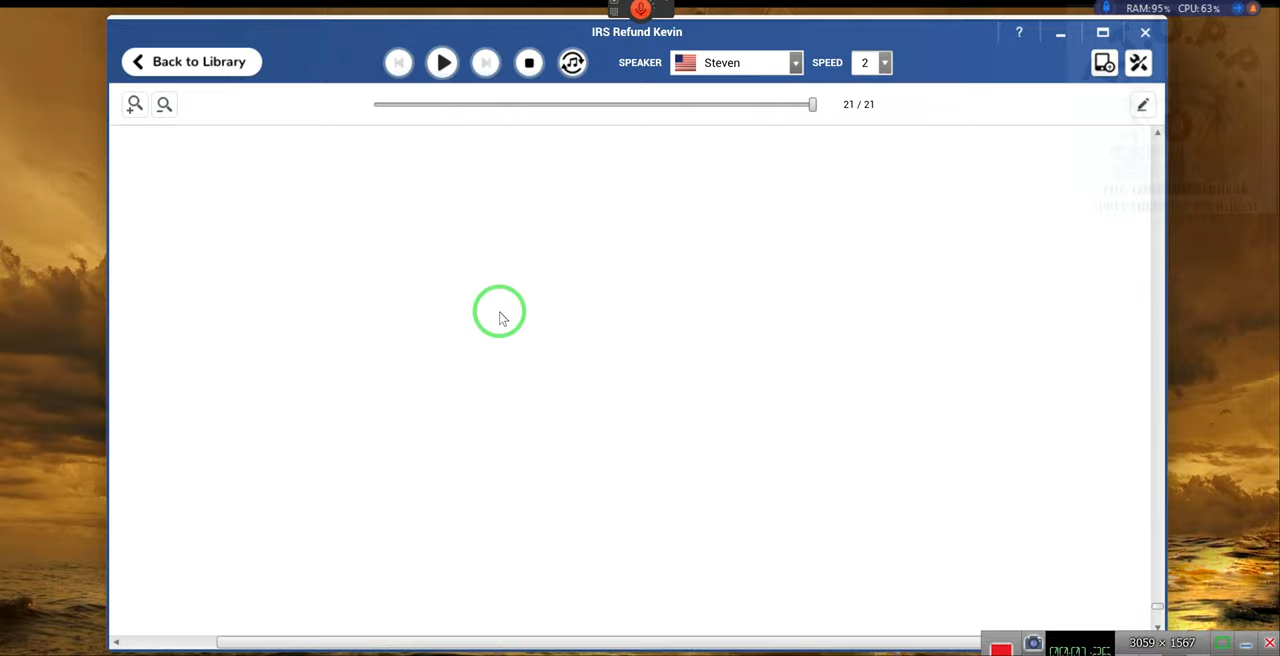 RAM:95% CPU:63%
IRS Refund Kevin
?
Back to Library
SPEAKER Steven SPEED 2
21 / 21
3059 × 1567